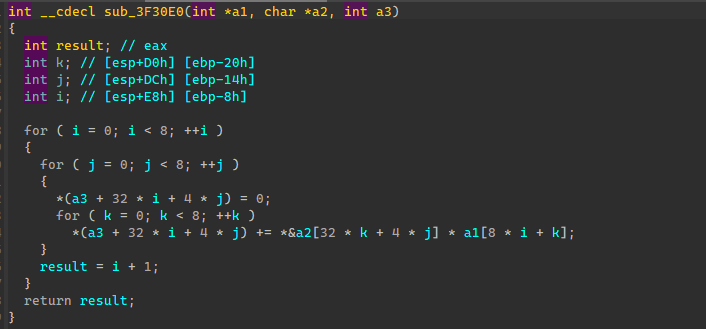 int __cdecl sub_3F30E0(int *a1, char *a2, int a3)
{
  int result; // eax
  int k; // [esp+D0h] [ebp-20h]
  int j; // [esp+DCh] [ebp-14h]
  int i; // [esp+E8h] [ebp-8h]

  for ( i = 0; i < 8; ++i )
  {
    for ( j = 0; j < 8; ++j )
    {
      *(a3 + 32 * i + 4 * j) = 0;
      for ( k = 0; k < 8; ++k )
        *(a3 + 32 * i + 4 * j) += *&a2[32 * k + 4 * j] * a1[8 * i + k];
    }
    result = i + 1;
  }
  return result;
}